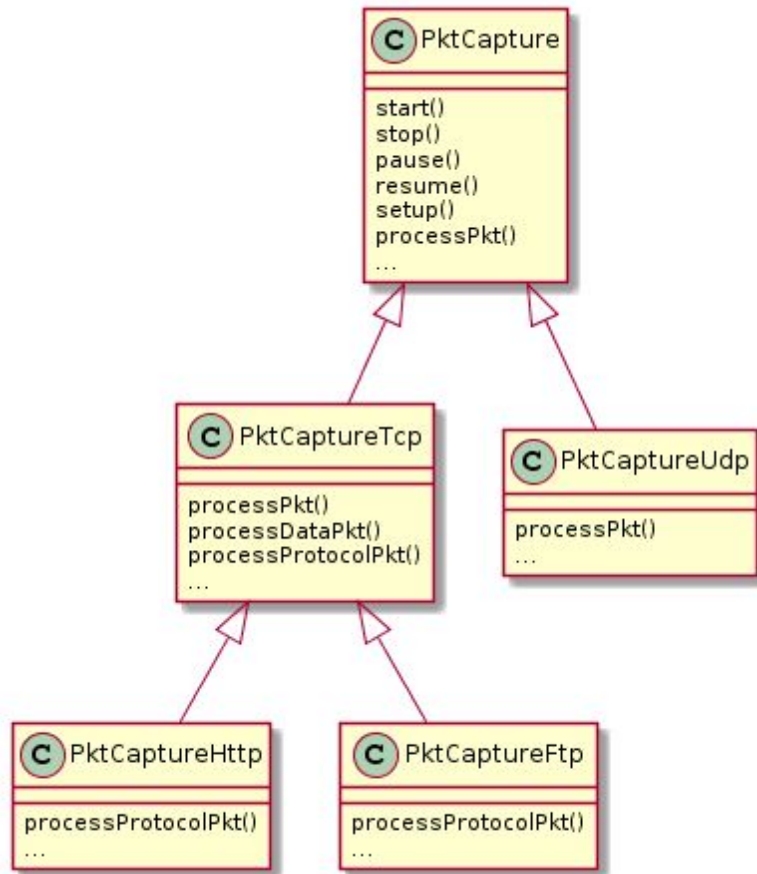 C PktCapture
start()
stop()
pause()
resume()
setup()
processPkt()
...
C PktCaptureTcp
processPkt()
processDataPkt()
processProtocolPkt()
...
C PktCaptureUdp
processPkt()
...
C PktCaptureHttp
processProtocolPkt()
...
C PktCaptureFtp
processProtocolPkt()
...